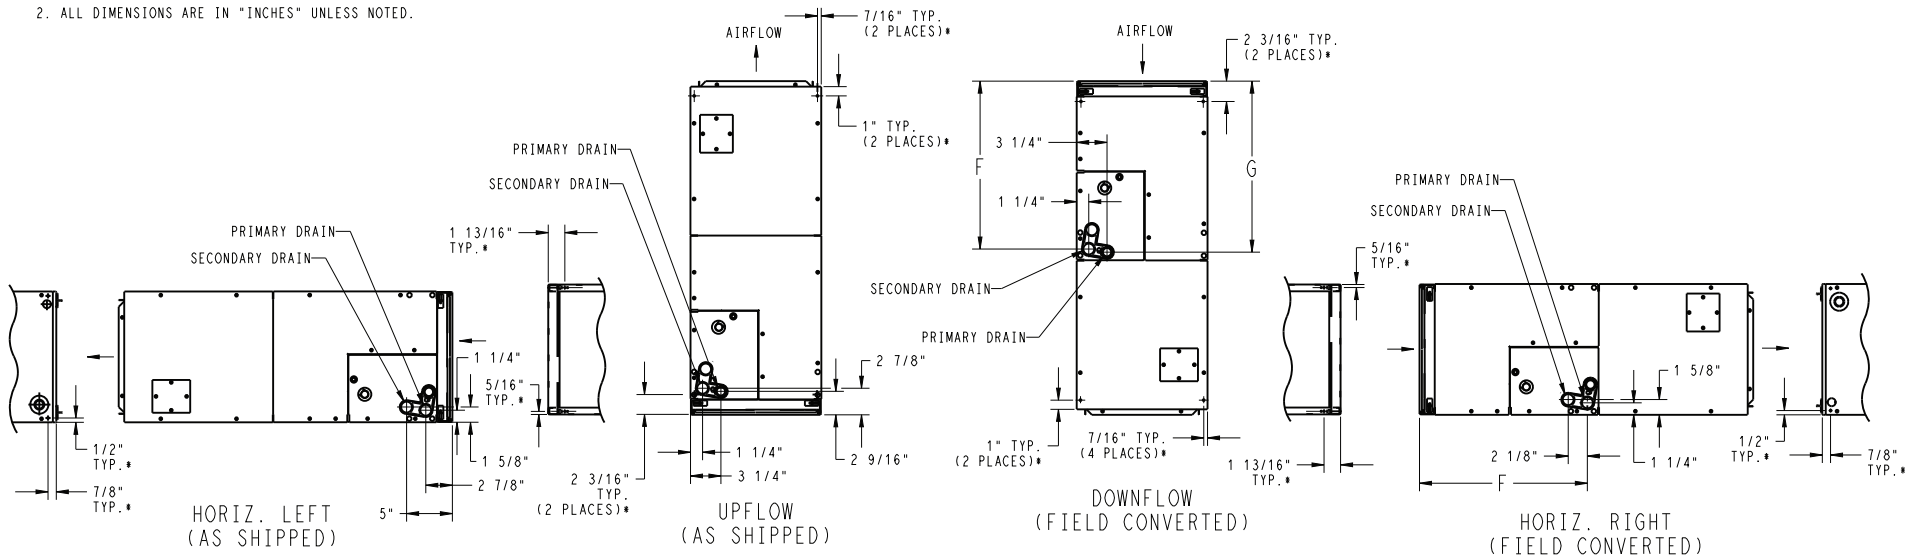 2. ALL DIMENSIONS ARE IN "INCHES" UNLESS NOTED.
1/2"
TYP.*
7/8"
TYP.*
PRIMARY DRAIN
SECONDARY DRAIN
1 1/4"
1 5/8"
2 7/8"
5"
HORIZ. LEFT
(AS SHIPPED)
1 13/16"
TYP.*
5/16"
TYP.*
AIRFLOW
7/16" TYP.
(2 PLACES)*
1" TYP.
(2 PLACES)*
PRIMARY DRAIN
SECONDARY DRAIN
2 7/8"
2 9/16"
1 1/4"
3 1/4"
2 3/16"
TYP.
(2 PLACES)*
UPFLOW
(AS SHIPPED)
AIRFLOW
2 3/16" TYP.
(2 PLACES)*
F
3 1/4"
G
1 1/4"
SECONDARY DRAIN
PRIMARY DRAIN
1" TYP.
(2 PLACES)*
7/16" TYP.
(4 PLACES)*
DOWNFLOW
(FIELD CONVERTED)
5/16"
TYP.*
1 13/16"
TYP.*
PRIMARY DRAIN
SECONDARY DRAIN
1 5/8"
2 1/8"
1 1/4"
F
1/2"
TYP.*
7/8"
TYP.*
HORIZ. RIGHT
(FIELD CONVERTED)